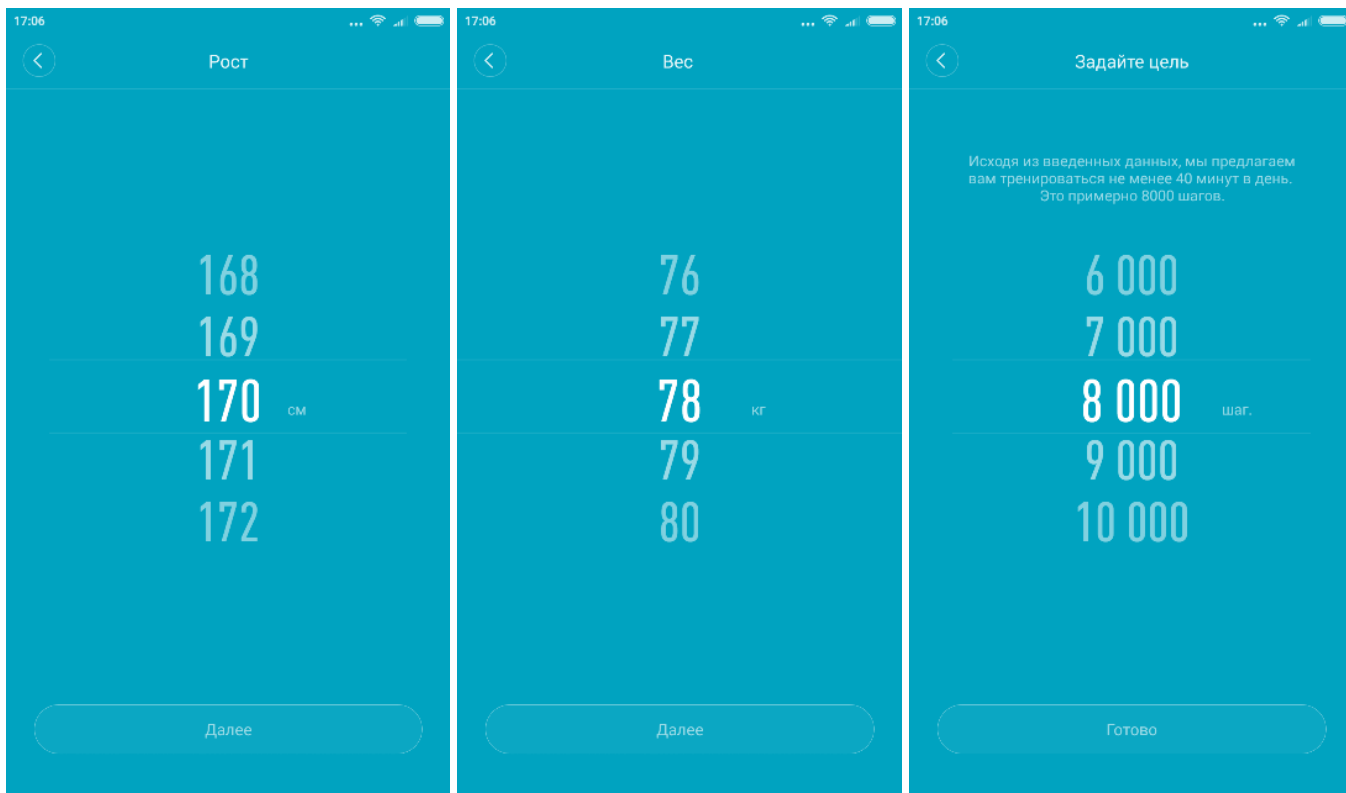 17:06
Рост
168
169
170 см
171
172
Далее
17:06
Вес
76
77
78 кг
79
80
Далее
17:06
Задайте цель
Исходя из введенных данных, мы предлагаем
вам тренироваться не менее 40 минут в день.
Это примерно 8000 шагов.
6 000
7 000
8 000 шаг.
9 000
10 000
Готово